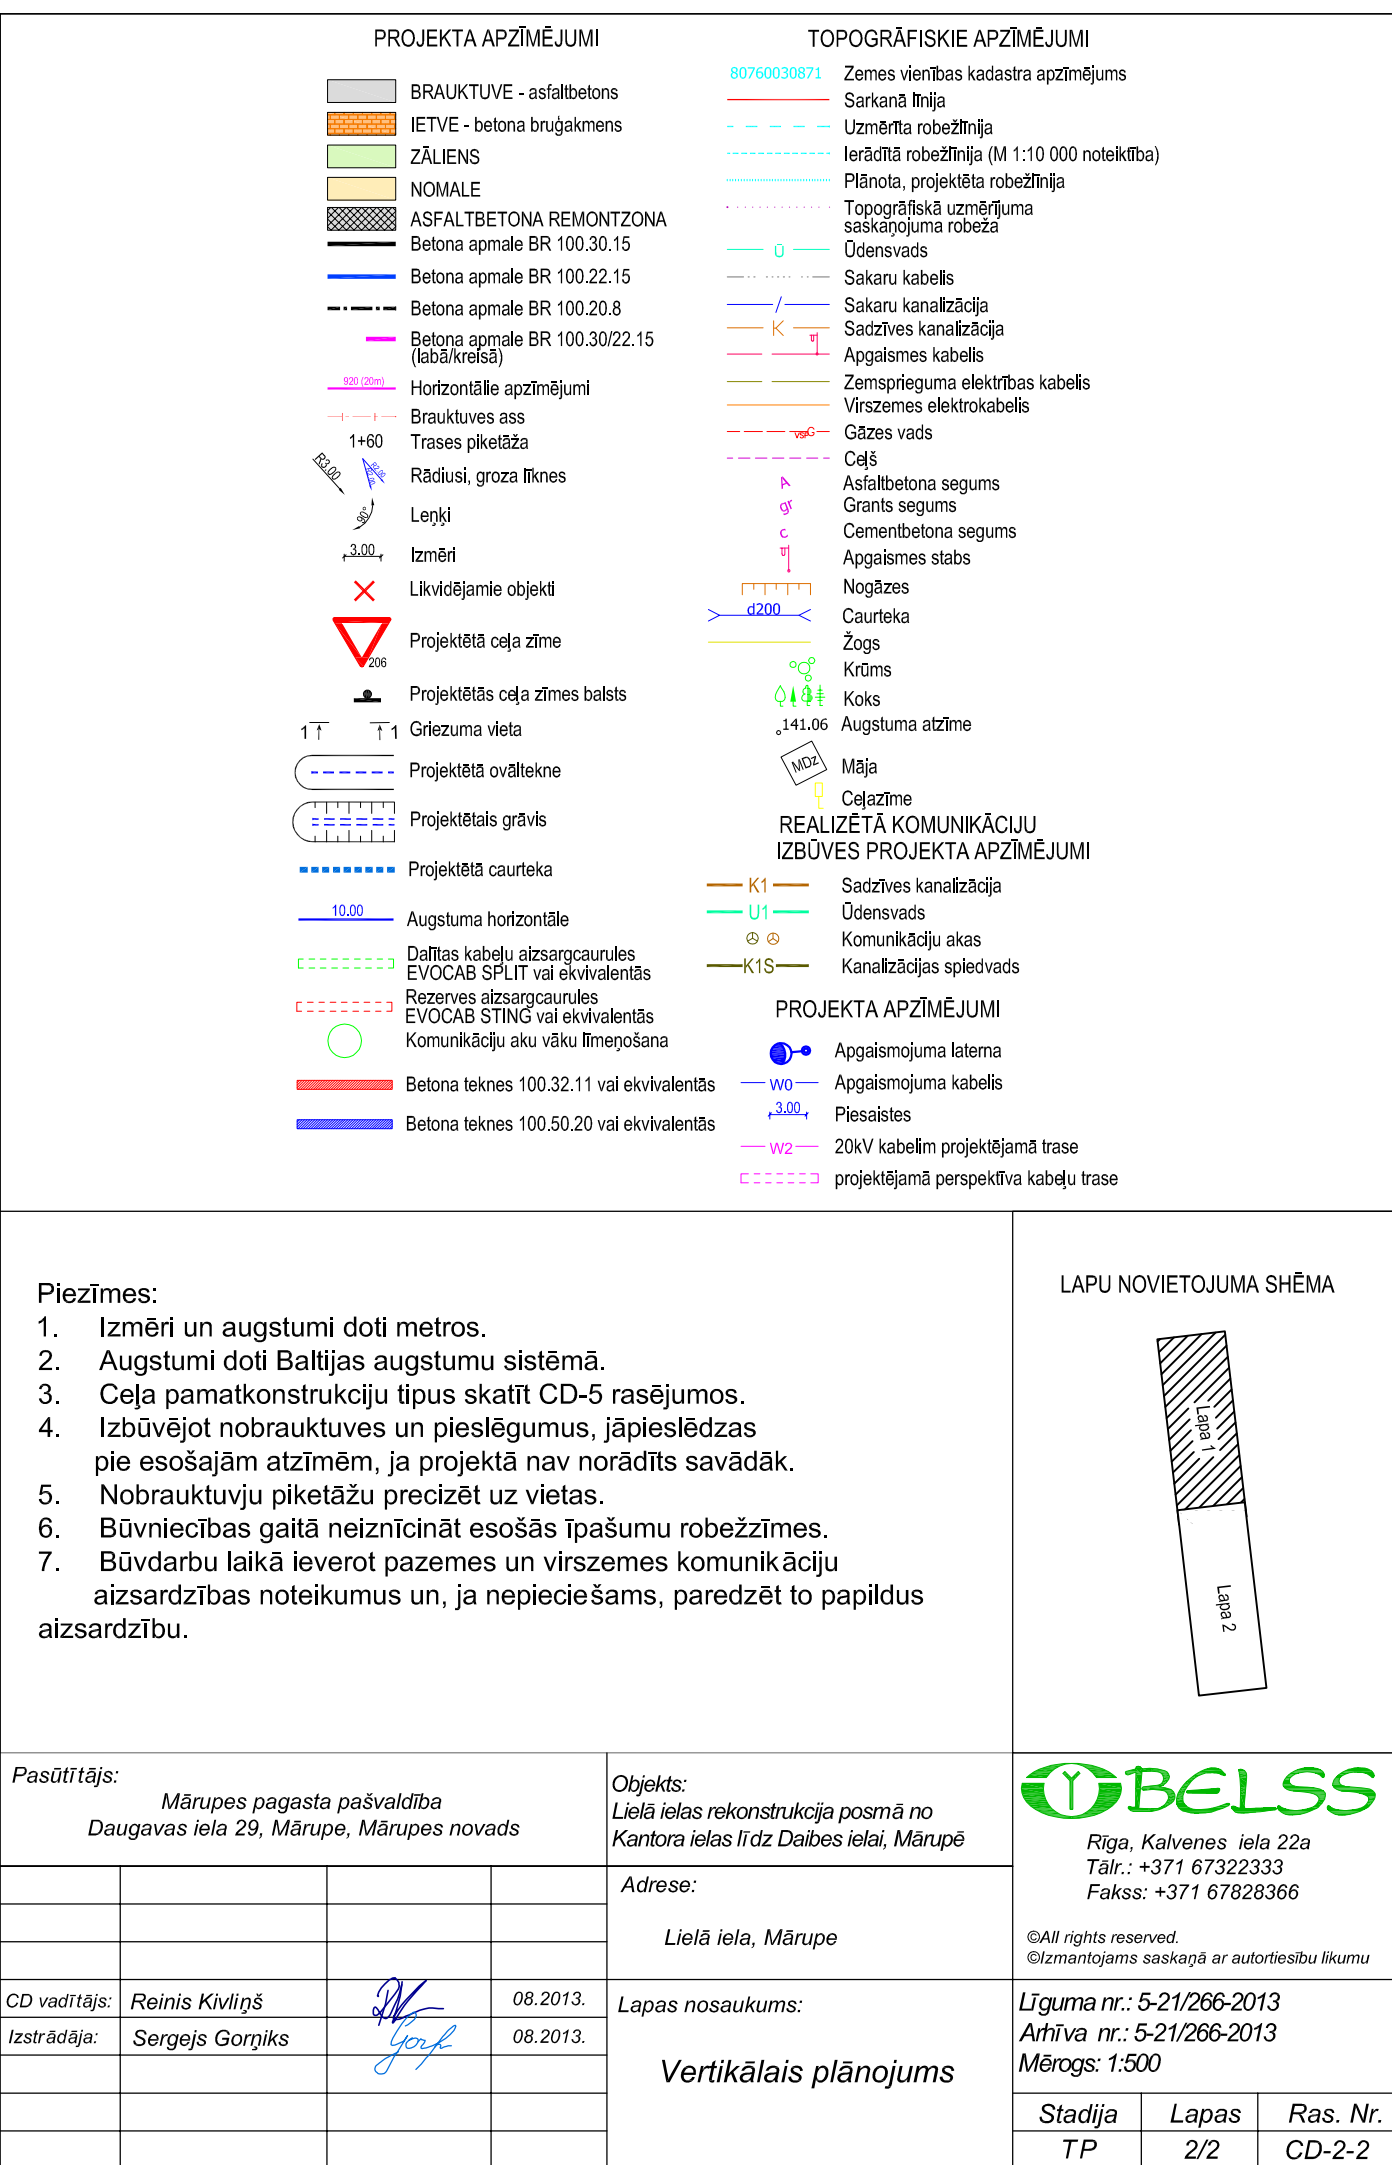 PROJEKTA APZĪMĒJUMI
BRAUKTUVE - asfaltbetons
IETVE - betona bruģakmens
ZĀLIENS
NOMALE
ASFALTBETONA REMONTZONA
Betona apmale BR 100.30.15
Betona apmale BR 100.22.15
Betona apmale BR 100.20.8
Betona apmale BR 100.30/22.15
(labā/kreisā)
920 (20m) Horizontālie apzīmējumi
Brauktuves ass
1+60 Trases piketāža
R3.00 Rādiusi, groza līknes
90° Leņķi
3.00 Izmēri
Likvidējamie objekti
206 Projektētā ceļa zīme
Projektētās ceļa zīmes balsts
1 1 Griezuma vieta
Projektētā ovāltekne
Projektētais grāvis
Projektētā caurteka
10.00 Augstuma horizontāle
Dalītas kabeļu aizsargcaurules
EVOCAB SPLIT vai ekvivalentās
Rezerves aizsargcaurules
EVOCAB STING vai ekvivalentās
Komunikāciju aku vāku līmeņošana
Betona teknes 100.32.11 vai ekvivalentās
Betona teknes 100.50.20 vai ekvivalentās
TOPOGRĀFISKIE APZĪMĒJUMI
80760030871 Zemes vienības kadastra apzīmējums
Sarkanā līnija
Uzmērīta robežlīnija
Ierādītā robežlīnija (M 1:10 000 noteiktība)
Plānota, projektēta robežlīnija
Topogrāfiskā uzmērījuma
saskaņojuma robeža
Ū Ūdensvads
Sakaru kabelis
Sakaru kanalizācija
K Sadzīves kanalizācija
Apgaismes kabelis
Zemsprieguma elektrības kabelis
Virszemes elektrokabelis
G Gāzes vads
Ceļš
A Asfaltbetona segums
gr Grants segums
c Cementbetona segums
Apgaismes stabs
Nogāzes
d200 Caurteka
Žogs
Krūms
Koks
141.06 Augstuma atzīme
MDz Māja
Ceļazīme
REALIZĒTĀ KOMUNIKĀCIJU
IZBŪVES PROJEKTA APZĪMĒJUMI
K1 Sadzīves kanalizācija
U1 Ūdensvads
Komunikāciju akas
K1S Kanalizācijas spiedvads
PROJEKTA APZĪMĒJUMI
Apgaismojuma laterna
W0 Apgaismojuma kabelis
3.00 Piesaistes
W2 20kV kabelim projektējamā trase
projektējamā perspektīva kabeļu trase
Piezīmes:
1. Izmēri un augstumi doti metros.
2. Augstumi doti Baltijas augstumu sistēmā.
3. Ceļa pamatkonstrukciju tipus skatīt CD-5 rasējumos.
4. Izbūvējot nobrauktuves un pieslēgumus, jāpieslēdzas
pie esošajām atzīmēm, ja projektā nav norādīts savādāk.
5. Nobrauktuvju piketāžu precizēt uz vietas.
6. Būvniecības gaitā neiznīcināt esošās īpašumu robežzīmes.
7. Būvdarbu laikā ieverot pazemes un virszemes komunikāciju
aizsardzības noteikumus un, ja nepieciešams, paredzēt to papildus
aizsardzību.
LAPU NOVIETOJUMA SHĒMA
Lapa 1
Lapa 2
Pasūtītājs:
Mārupes pagasta pašvaldība
Daugavas iela 29, Mārupe, Mārupes novads
Objekts:
Lielā ielas rekonstrukcija posmā no
Kantora ielas līdz Daibes ielai, Mārupē
Adrese:
Lielā iela, Mārupe
BELSS
Rīga, Kalvenes iela 22a
Tālr.: +371 67322333
Fakss: +371 67828366
©All rights reserved.
©Izmantojams saskaņā ar autortiesību likumu
CD vadītājs: Reinis Kivliņš 08.2013.
Izstrādāja: Sergejs Gorņiks 08.2013.
Lapas nosaukums:
Vertikālais plānojums
Līguma nr.: 5-21/266-2013
Arhīva nr.: 5-21/266-2013
Mērogs: 1:500
Stadija Lapas Ras. Nr.
TP 2/2 CD-2-2